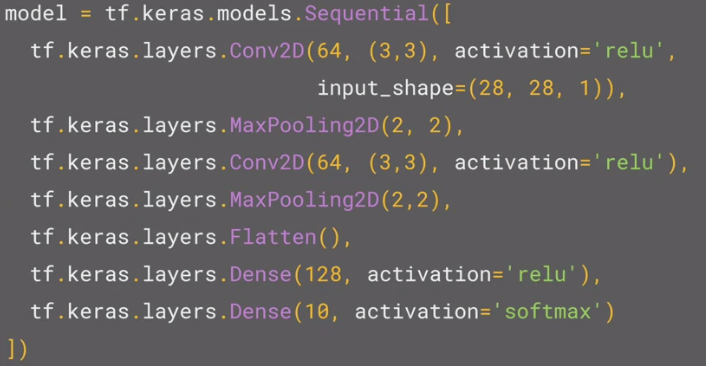 model = tf.keras.models.Sequential([
  tf.keras.layers.Conv2D(64, (3,3), activation='relu',
                         input_shape=(28, 28, 1)),
  tf.keras.layers.MaxPooling2D(2, 2),
  tf.keras.layers.Conv2D(64, (3,3), activation='relu'),
  tf.keras.layers.MaxPooling2D(2,2),
  tf.keras.layers.Flatten(),
  tf.keras.layers.Dense(128, activation='relu'),
  tf.keras.layers.Dense(10, activation='softmax')
])